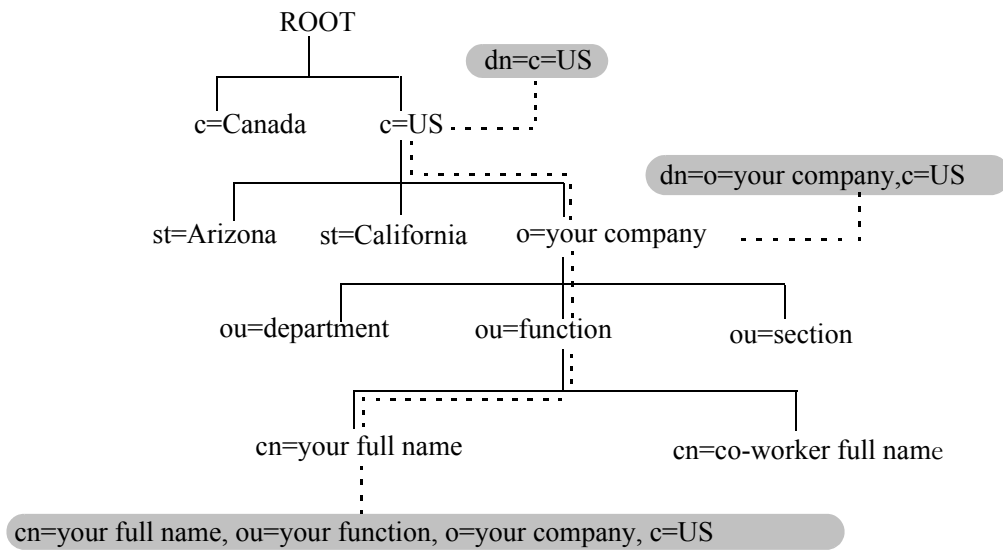 ROOT
dn=c=US
c=Canada
c=US
dn=o=your company,c=US
st=Arizona
st=California
o=your company
ou=department
ou=function
ou=section
cn=your full name
cn=co-worker full name
cn=your full name, ou=your function, o=your company, c=US